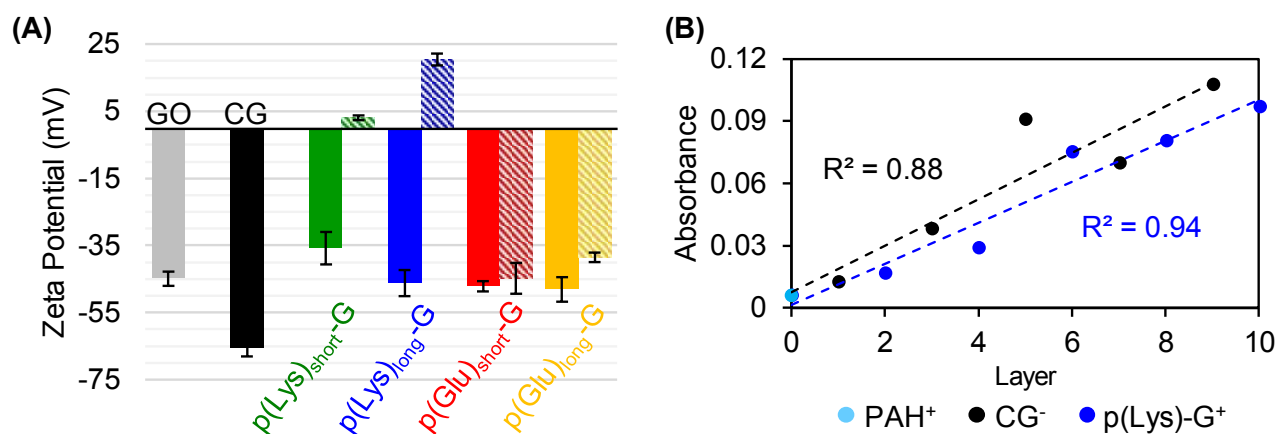 (A)
Zeta Potential (mV)
25
5
-15
-35
-55
-75
GO
CG
p(Lys)short-G
p(Lys)long-G
p(Glu)short-G
p(Glu)long-G
(B)
Absorbance
0.12
0.09
0.06
0.03
0
R² = 0.88
R² = 0.94
0 2 4 6 8 10
Layer
PAH⁺ CG⁻ p(Lys)-G⁺